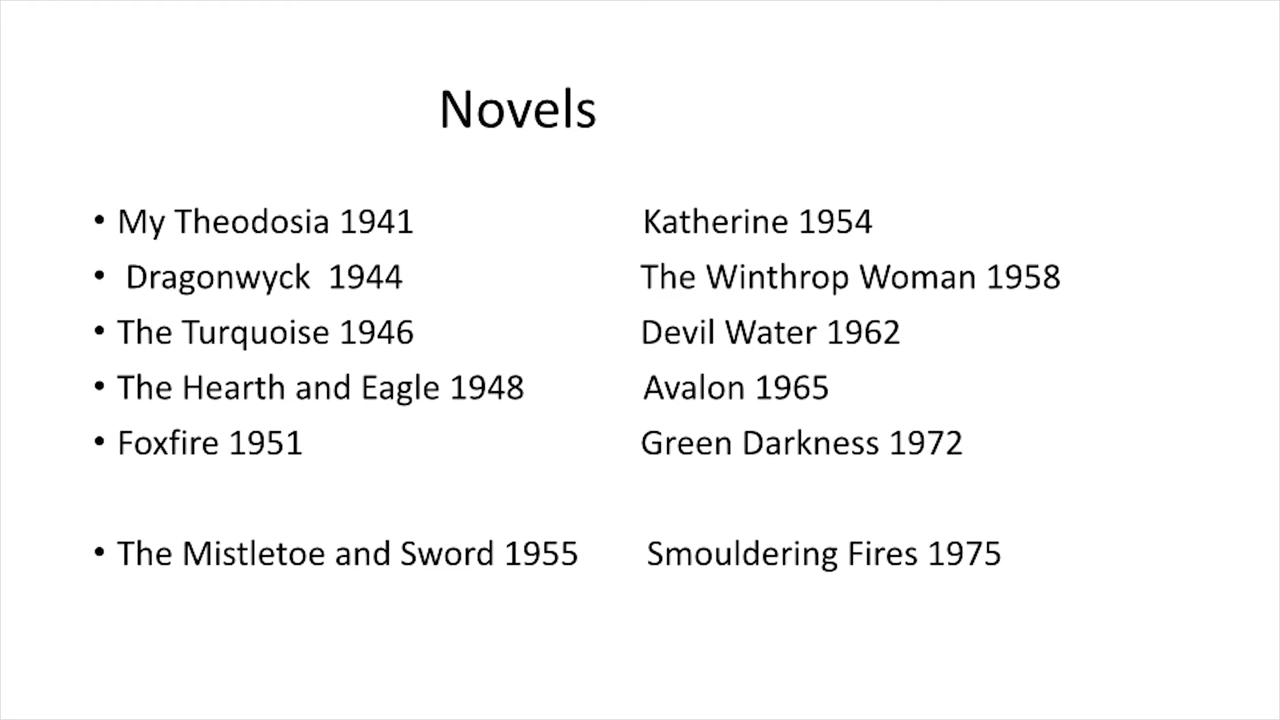 Novels
• My Theodosia 1941 Katherine 1954
• Dragonwyck 1944 The Winthrop Woman 1958
• The Turquoise 1946 Devil Water 1962
• The Hearth and Eagle 1948 Avalon 1965
• Foxfire 1951 Green Darkness 1972
• The Mistletoe and Sword 1955 Smouldering Fires 1975